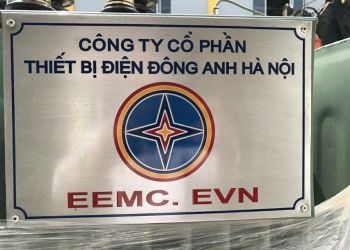 CÔNG TY CỔ PHẦN
THIẾT BỊ ĐIỆN ĐÔNG ANH HÀ NỘI
EEMC. EVN